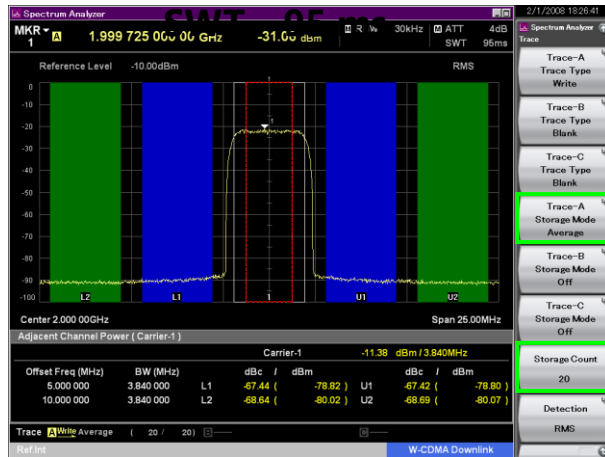 Spectrum Analyzer
2/1/2008 18:26:41
MKR 1 A 1.999 725 00 GHz -31.0 dBm 30kHz ATT 4dB
SWT 95ms
Reference Level -10.00dBm RMS
0
-10
-20
-30
-40
-50
-60
-70
-80
-90
-100
1
1
L2 L1 1 U1 U2
Center 2.000 00GHz Span 25.00MHz
Adjacent Channel Power ( Carrier-1 )
Carrier-1 -11.38 dBm / 3.840MHz
Offset Freq (MHz) BW (MHz) dBc / dBm dBc / dBm
5.000 000 3.840 000 L1 -67.44 ( -78.82 ) U1 -67.42 ( -78.80 )
10.000 000 3.840 000 L2 -68.64 ( -80.02 ) U2 -68.69 ( -80.07 )
Trace A Write Average ( 20 / 20)
Ref.Int W-CDMA Downlink
Spectrum Analyzer
Trace
Trace-A
Trace Type
Write
Trace-B
Trace Type
Blank
Trace-C
Trace Type
Blank
Trace-A
Storage Mode
Average
Trace-B
Storage Mode
Off
Trace-C
Storage Mode
Off
Storage Count
20
Detection
RMS